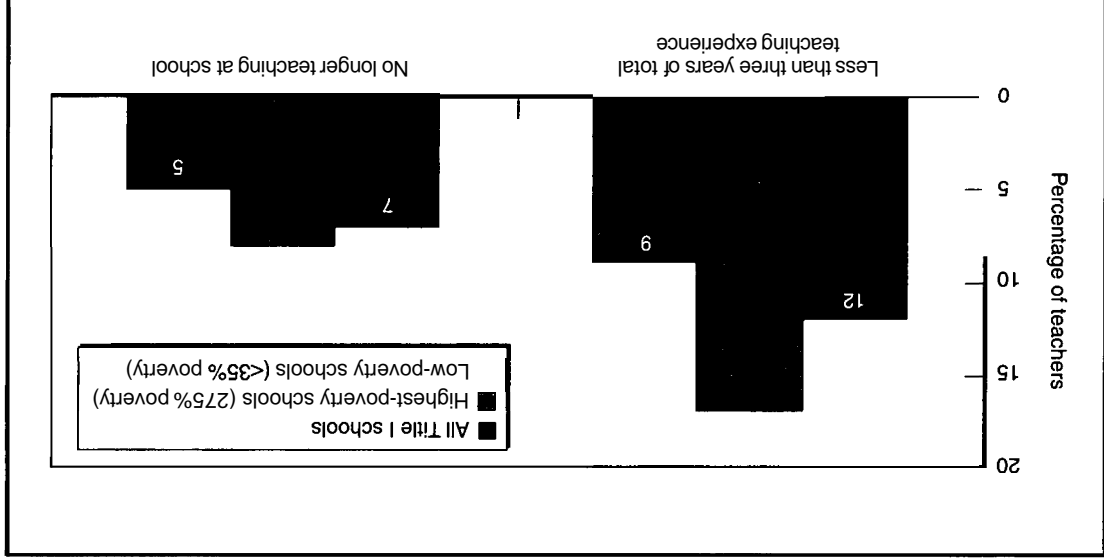 20
15
10
5
0
Percentage of teachers
■ All Title I schools
■ Highest-poverty schools (275% poverty)
Low-poverty schools (<35% poverty)
12
9
7
5
Less than three years of total
teaching experience
No longer teaching at school